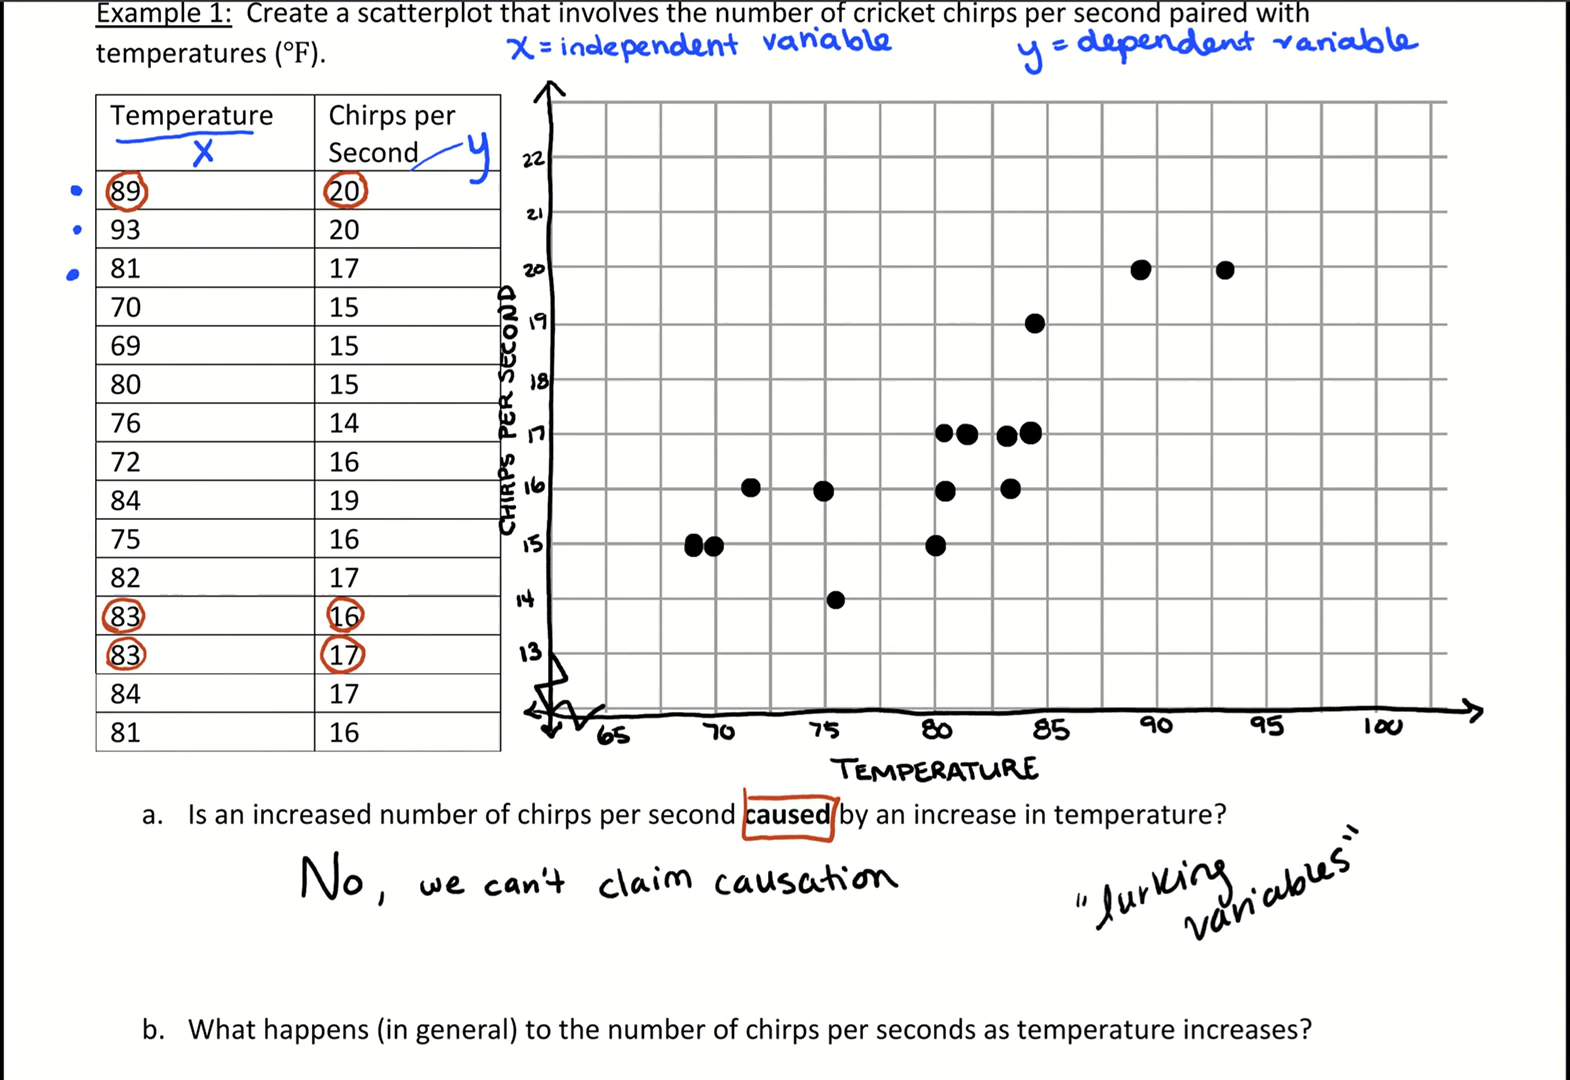 Example 1: Create a scatterplot that involves the number of cricket chirps per second paired with
temperatures (°F).
x = independent variable
y = dependent variable
Temperature
x
Chirps per
Second
y
89 20
93 20
81 17
70 15
69 15
80 15
76 14
72 16
84 19
75 16
82 17
83 16
83 17
84 17
81 16
CHIRPS PER SECOND
22
21
20
19
18
17
16
15
14
13
65 70 75 80 85 90 95 100
TEMPERATURE
a. Is an increased number of chirps per second caused by an increase in temperature?
No, we can't claim causation
"lurking
variables"
b. What happens (in general) to the number of chirps per seconds as temperature increases?